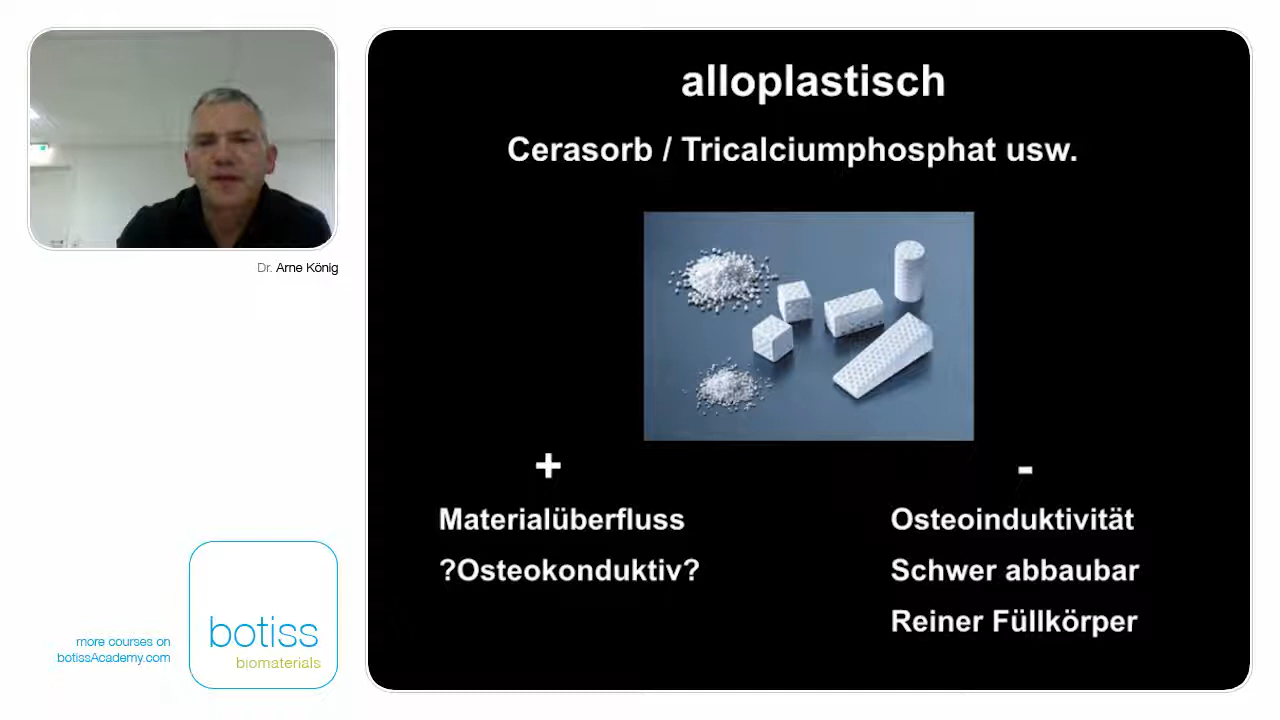 Dr. Arne König
more courses on
botissAcademy.com
botiss
biomaterials
alloplastisch
Cerasorb / Tricalciumphosphat usw.
+
Materialüberfluss
?Osteokonduktiv?
-
Osteoinduktivität
Schwer abbaubar
Reiner Füllkörper